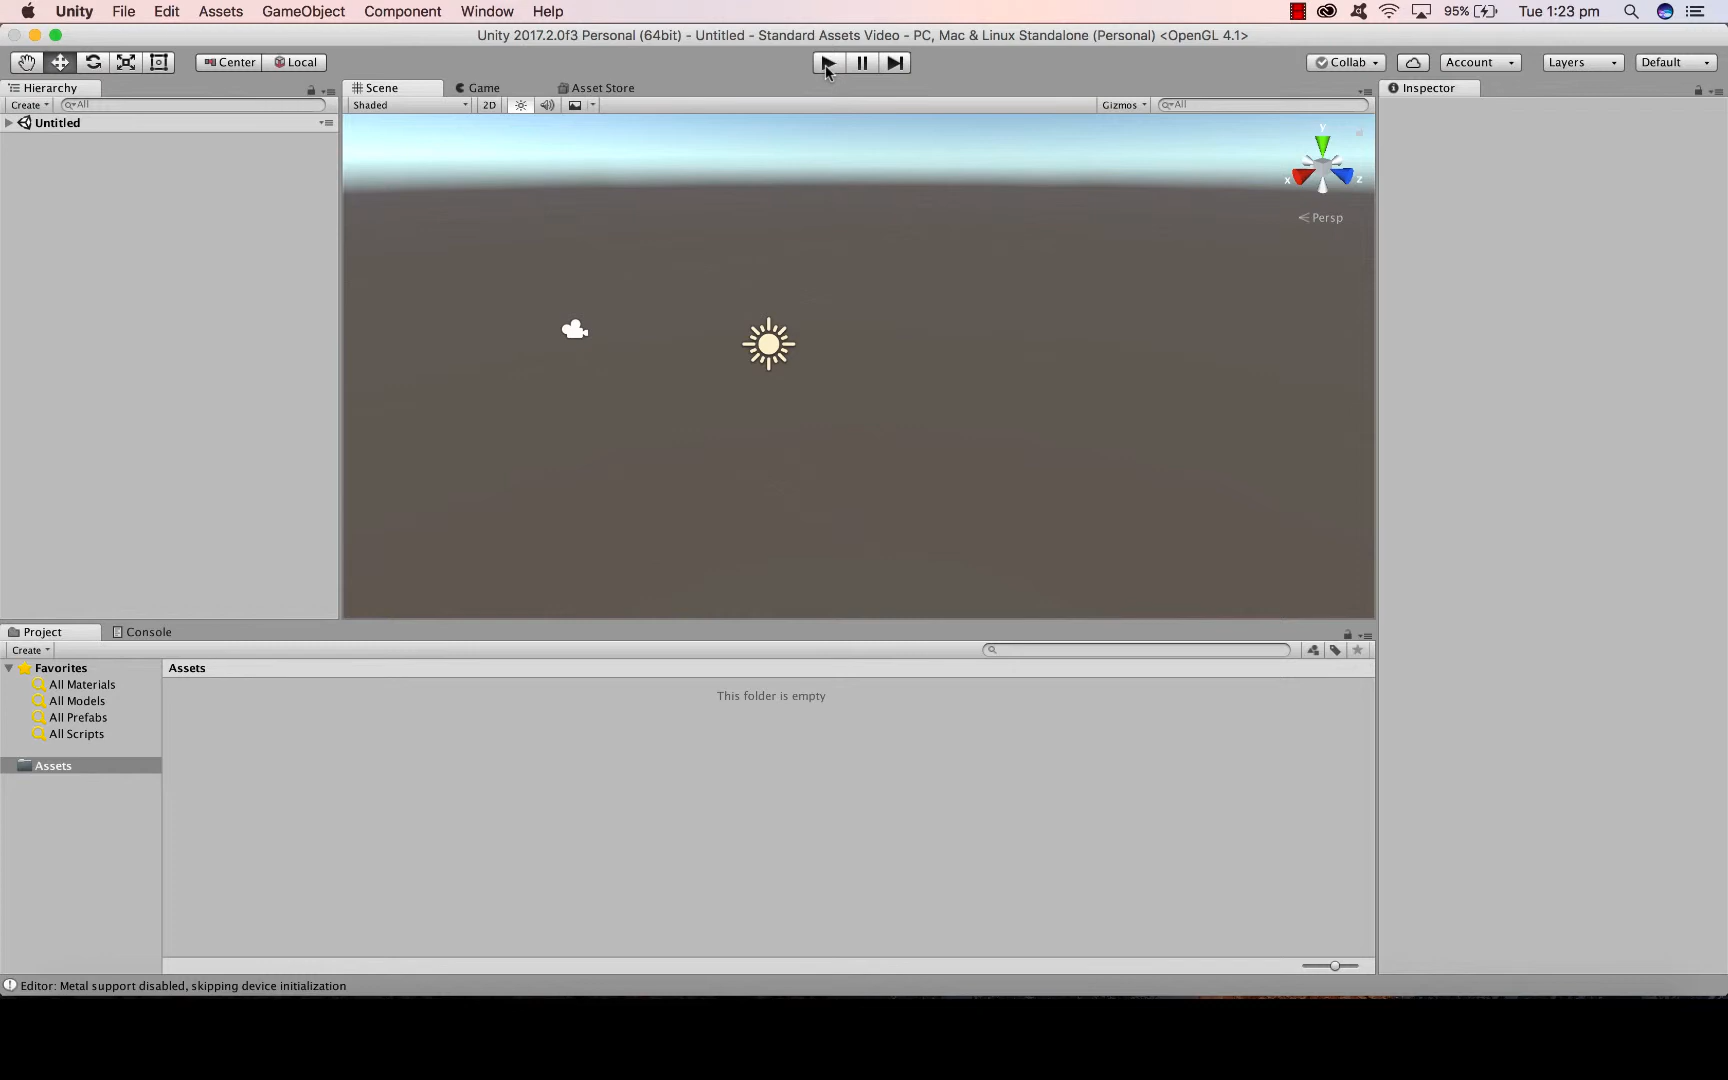 Unity File Edit Assets GameObject Component Window Help 95% Tue 1:23 pm
Unity 2017.2.0f3 Personal (64bit) - Untitled - Standard Assets Video - PC, Mac & Linux Standalone (Personal) <OpenGL 4.1>
Center Local Collab Account Layers Default
Hierarchy Scene Game Asset Store Inspector
Create All Shaded 2D Gizmos All
Untitled
y
x z
Persp
Project Console
Create
Favorites Assets
All Materials This folder is empty
All Models
All Prefabs
All Scripts
Assets
Editor: Metal support disabled, skipping device initialization